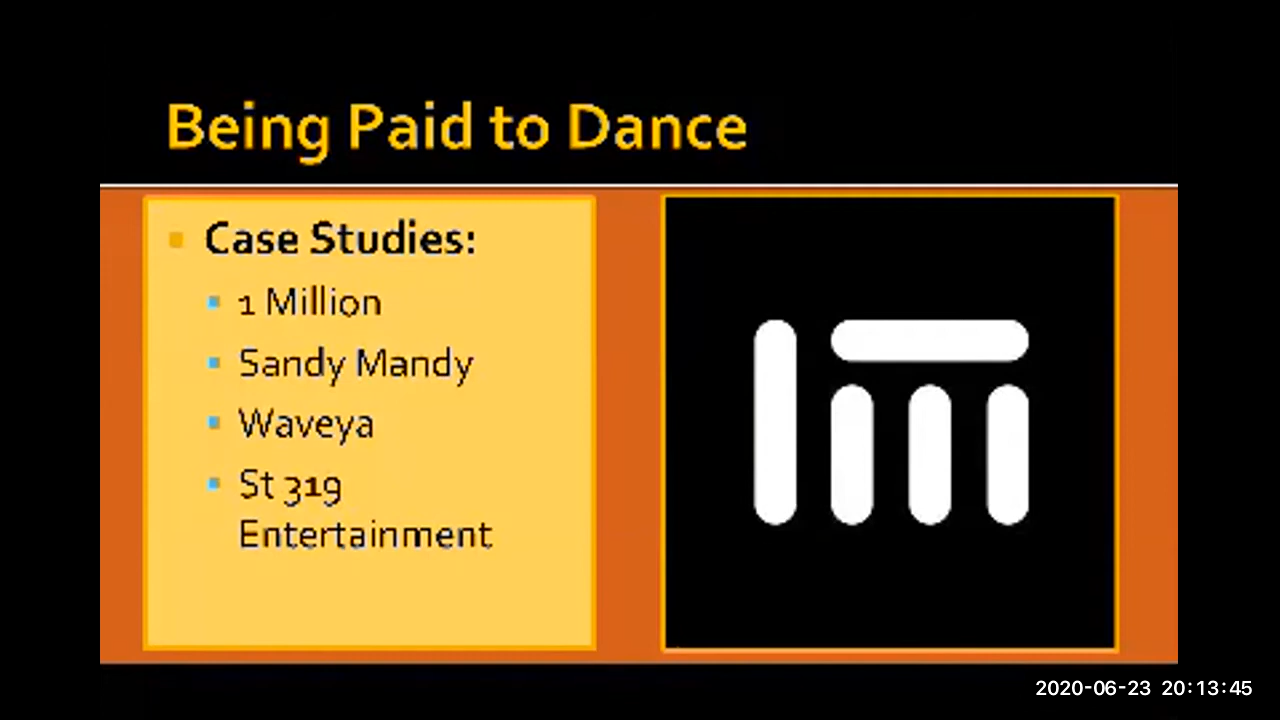 Being Paid to Dance
Case Studies:
1 Million
Sandy Mandy
Waveya
St 319
Entertainment
2020-06-23 20:13:45